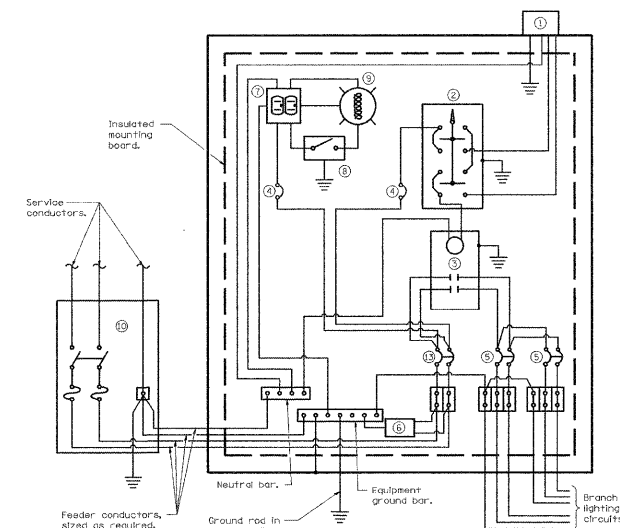 ①
⑨
⑦
②
Insulated
mounting
board.
⑧
④
④
Service
conductors.
③
⑩
⑬
⑤
⑤
⑥
Neutral bar.
Equipment
ground bar.
Branch
lighting
circuits
Feeder conductors,
sized as required.
Ground rod in